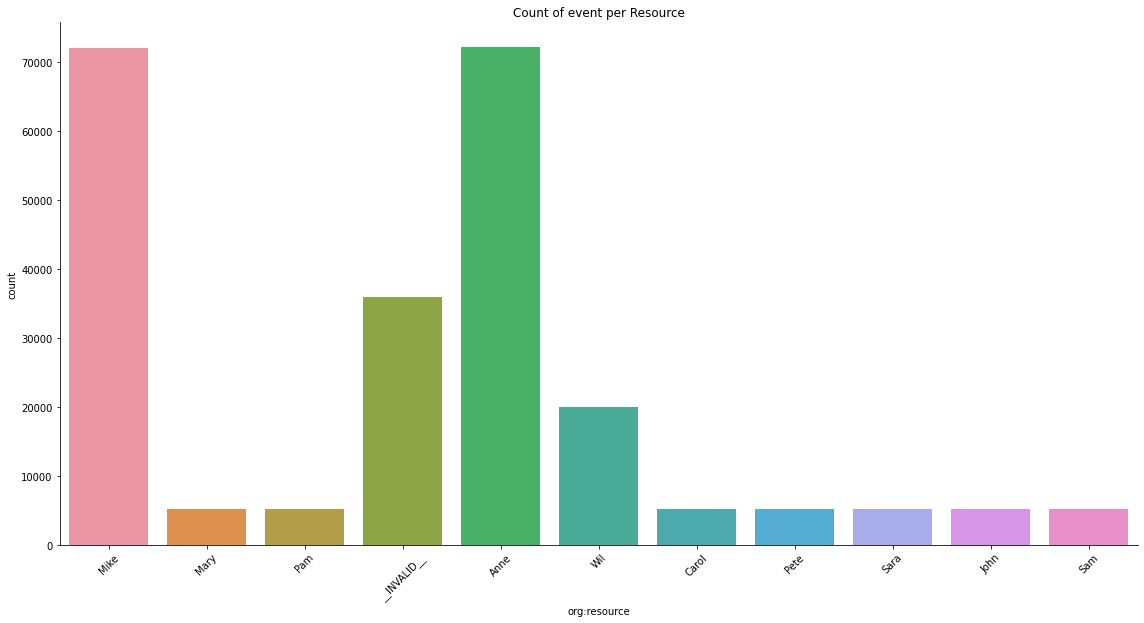 Count of event per Resource
70000
60000
50000
40000
30000
20000
10000
0
count
Mike
Mary
Pam
__INVALID__
Anne
Wil
Carol
Pete
Sara
John
Sam
org:resource